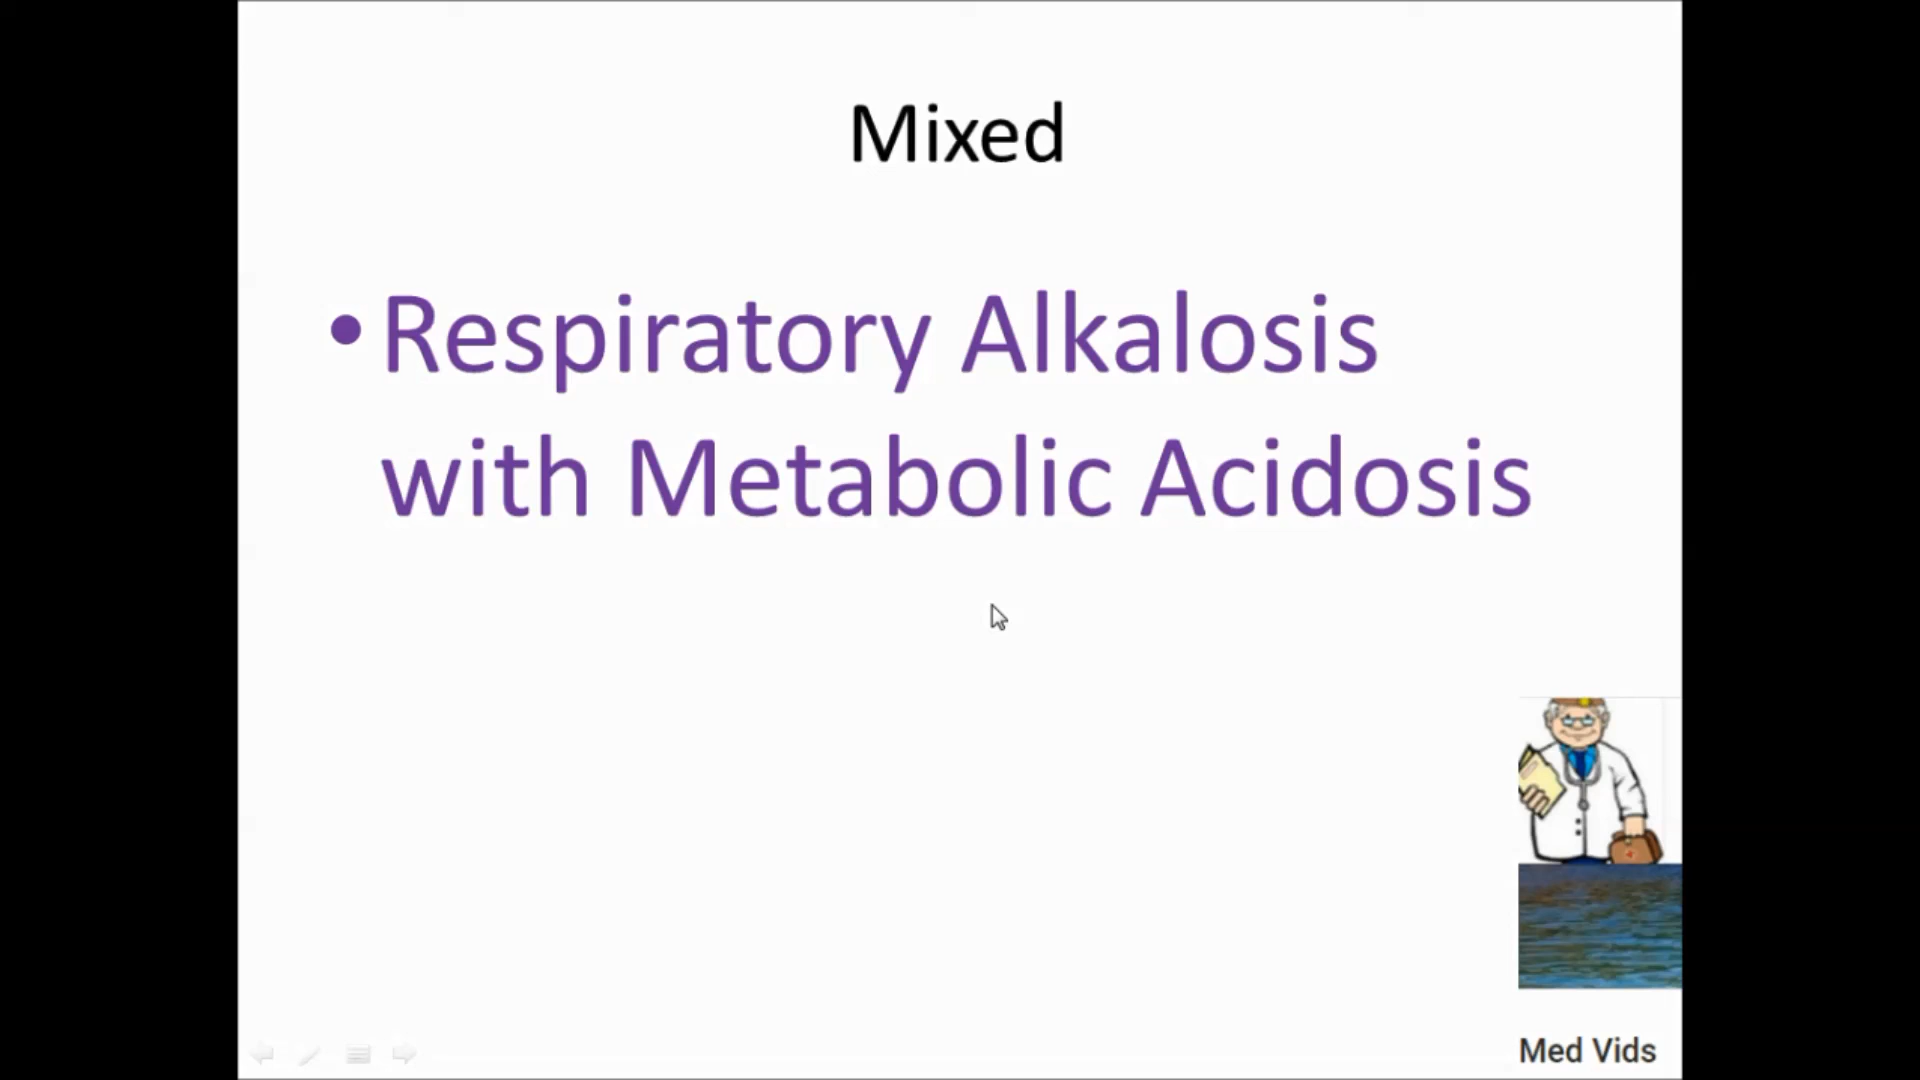 Mixed
• Respiratory Alkalosis
with Metabolic Acidosis
Med Vids